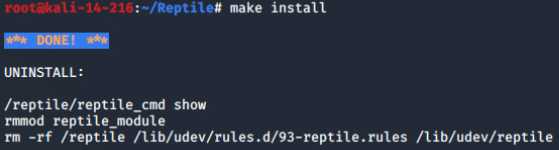 root@kali-14-216:~/Reptile# make install
*** DONE! ***
UNINSTALL:
/reptile/reptile_cmd show
rmmod reptile_module
rm -rf /reptile /lib/udev/rules.d/93-reptile.rules /lib/udev/reptile